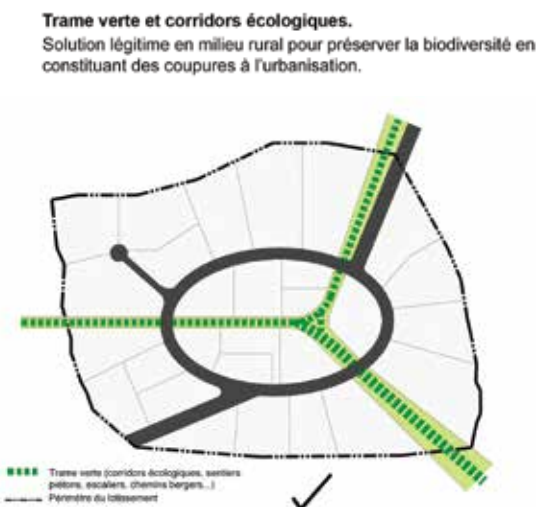 Trame verte et corridors écologiques.
Solution légitime en milieu rural pour préserver la biodiversité en
constituant des coupures à l'urbanisation.
Trame verte (corridors écologiques, sentiers
piétons, escaliers, chemins bergers...)
Périmètre du lotissement